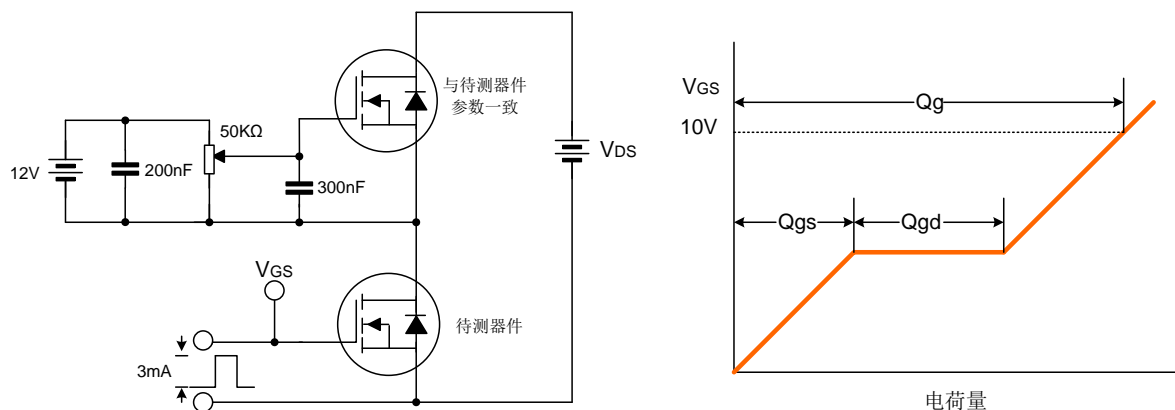 与待测器件
参数一致
50KΩ
12V
200nF
300nF
VDS
VGS
待测器件
3mA
VGS
10V
Qg
Qgs
Qgd
电荷量